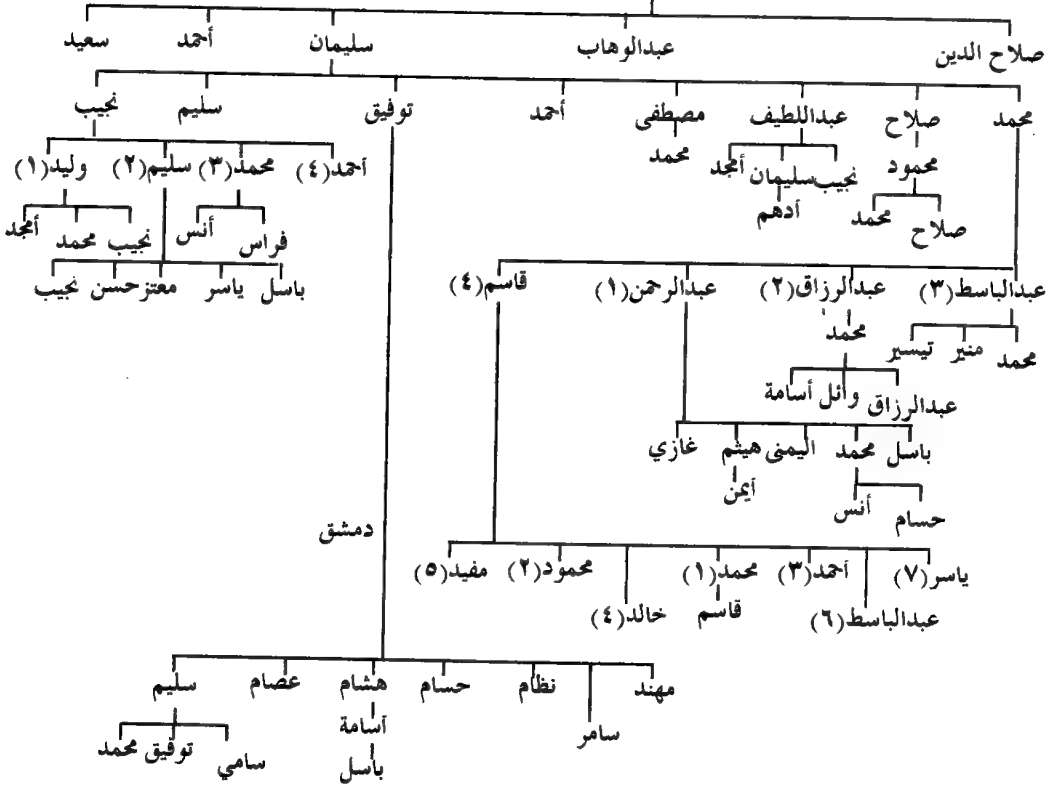 صلاح الدين عبدالوهاب سليمان أحمد سعيد
محمد صلاح عبداللطيف مصطفى أحمد توفيق سليم نجيب
محمود محمد أحمد(٤) محمد(٣) سليم(٢) وليد(١)
نجيب سليمان أمجد
صلاح محمد أدهم فراس أنس نجيب محمد أمجد
عبدالباسط(٣) عبدالرزاق(٢) عبدالرحمن(١) قاسم(٤) باسل ياسر معتز حسن نجيب
محمد منير تيسير محمد
عبدالرزاق وائل أسامة
باسل محمد اليمنى هيثم غازي
أيمن
حسام أنس
دمشق
ياسر(٧) أحمد(٣) محمد(١) محمود(٢) مفيد(٥)
عبدالباسط(٦) قاسم خالد(٤)
مهند نظام حسام هشام عصام سليم
سامر أسامة
سامي توفيق محمد
باسل